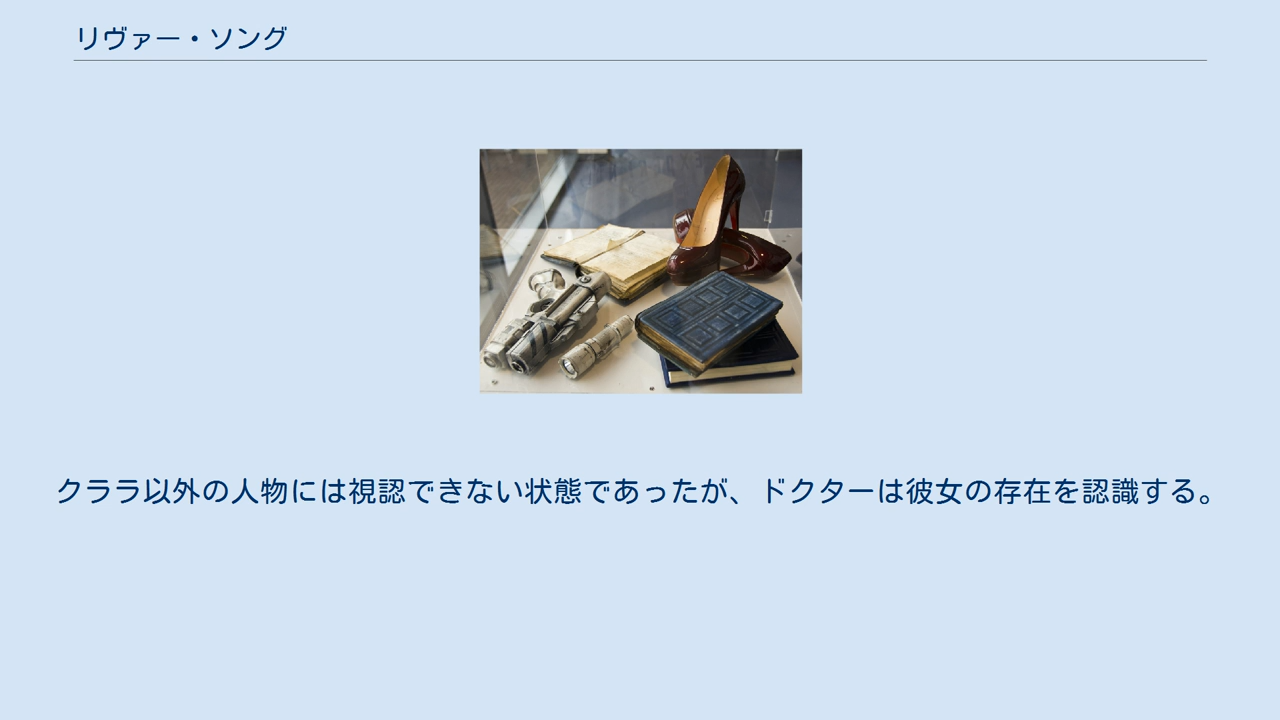 リヴァー・ソング
クララ以外の人物には視認できない状態であったが、ドクターは彼女の存在を認識する。